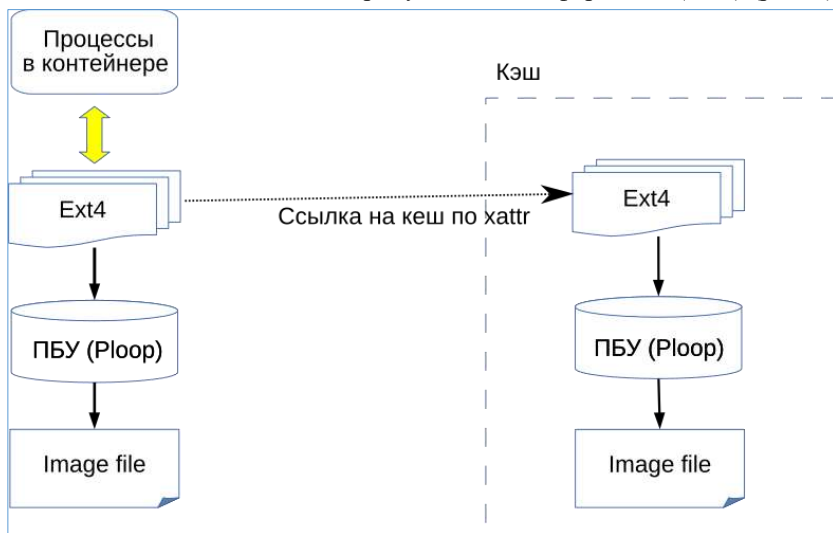 Процессы
в контейнере
Кэш
Ext4
Ext4
Ссылка на кеш по xattr
ПБУ (Ploop)
ПБУ (Ploop)
Image file
Image file